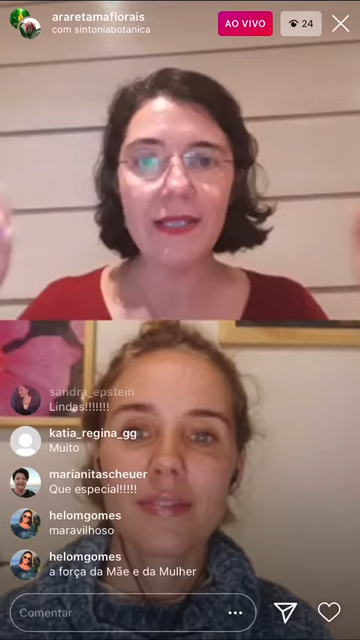 araretamaflorais
com sintoniabotanica
AO VIVO
24
sandra_epstein
Lindas!!!!!!!
katia_regina_gg
Muito
marianitascheuer
Que especial!!!!!
helomgomes
maravilhoso
helomgomes
a força da Mãe e da Mulher
Comentar